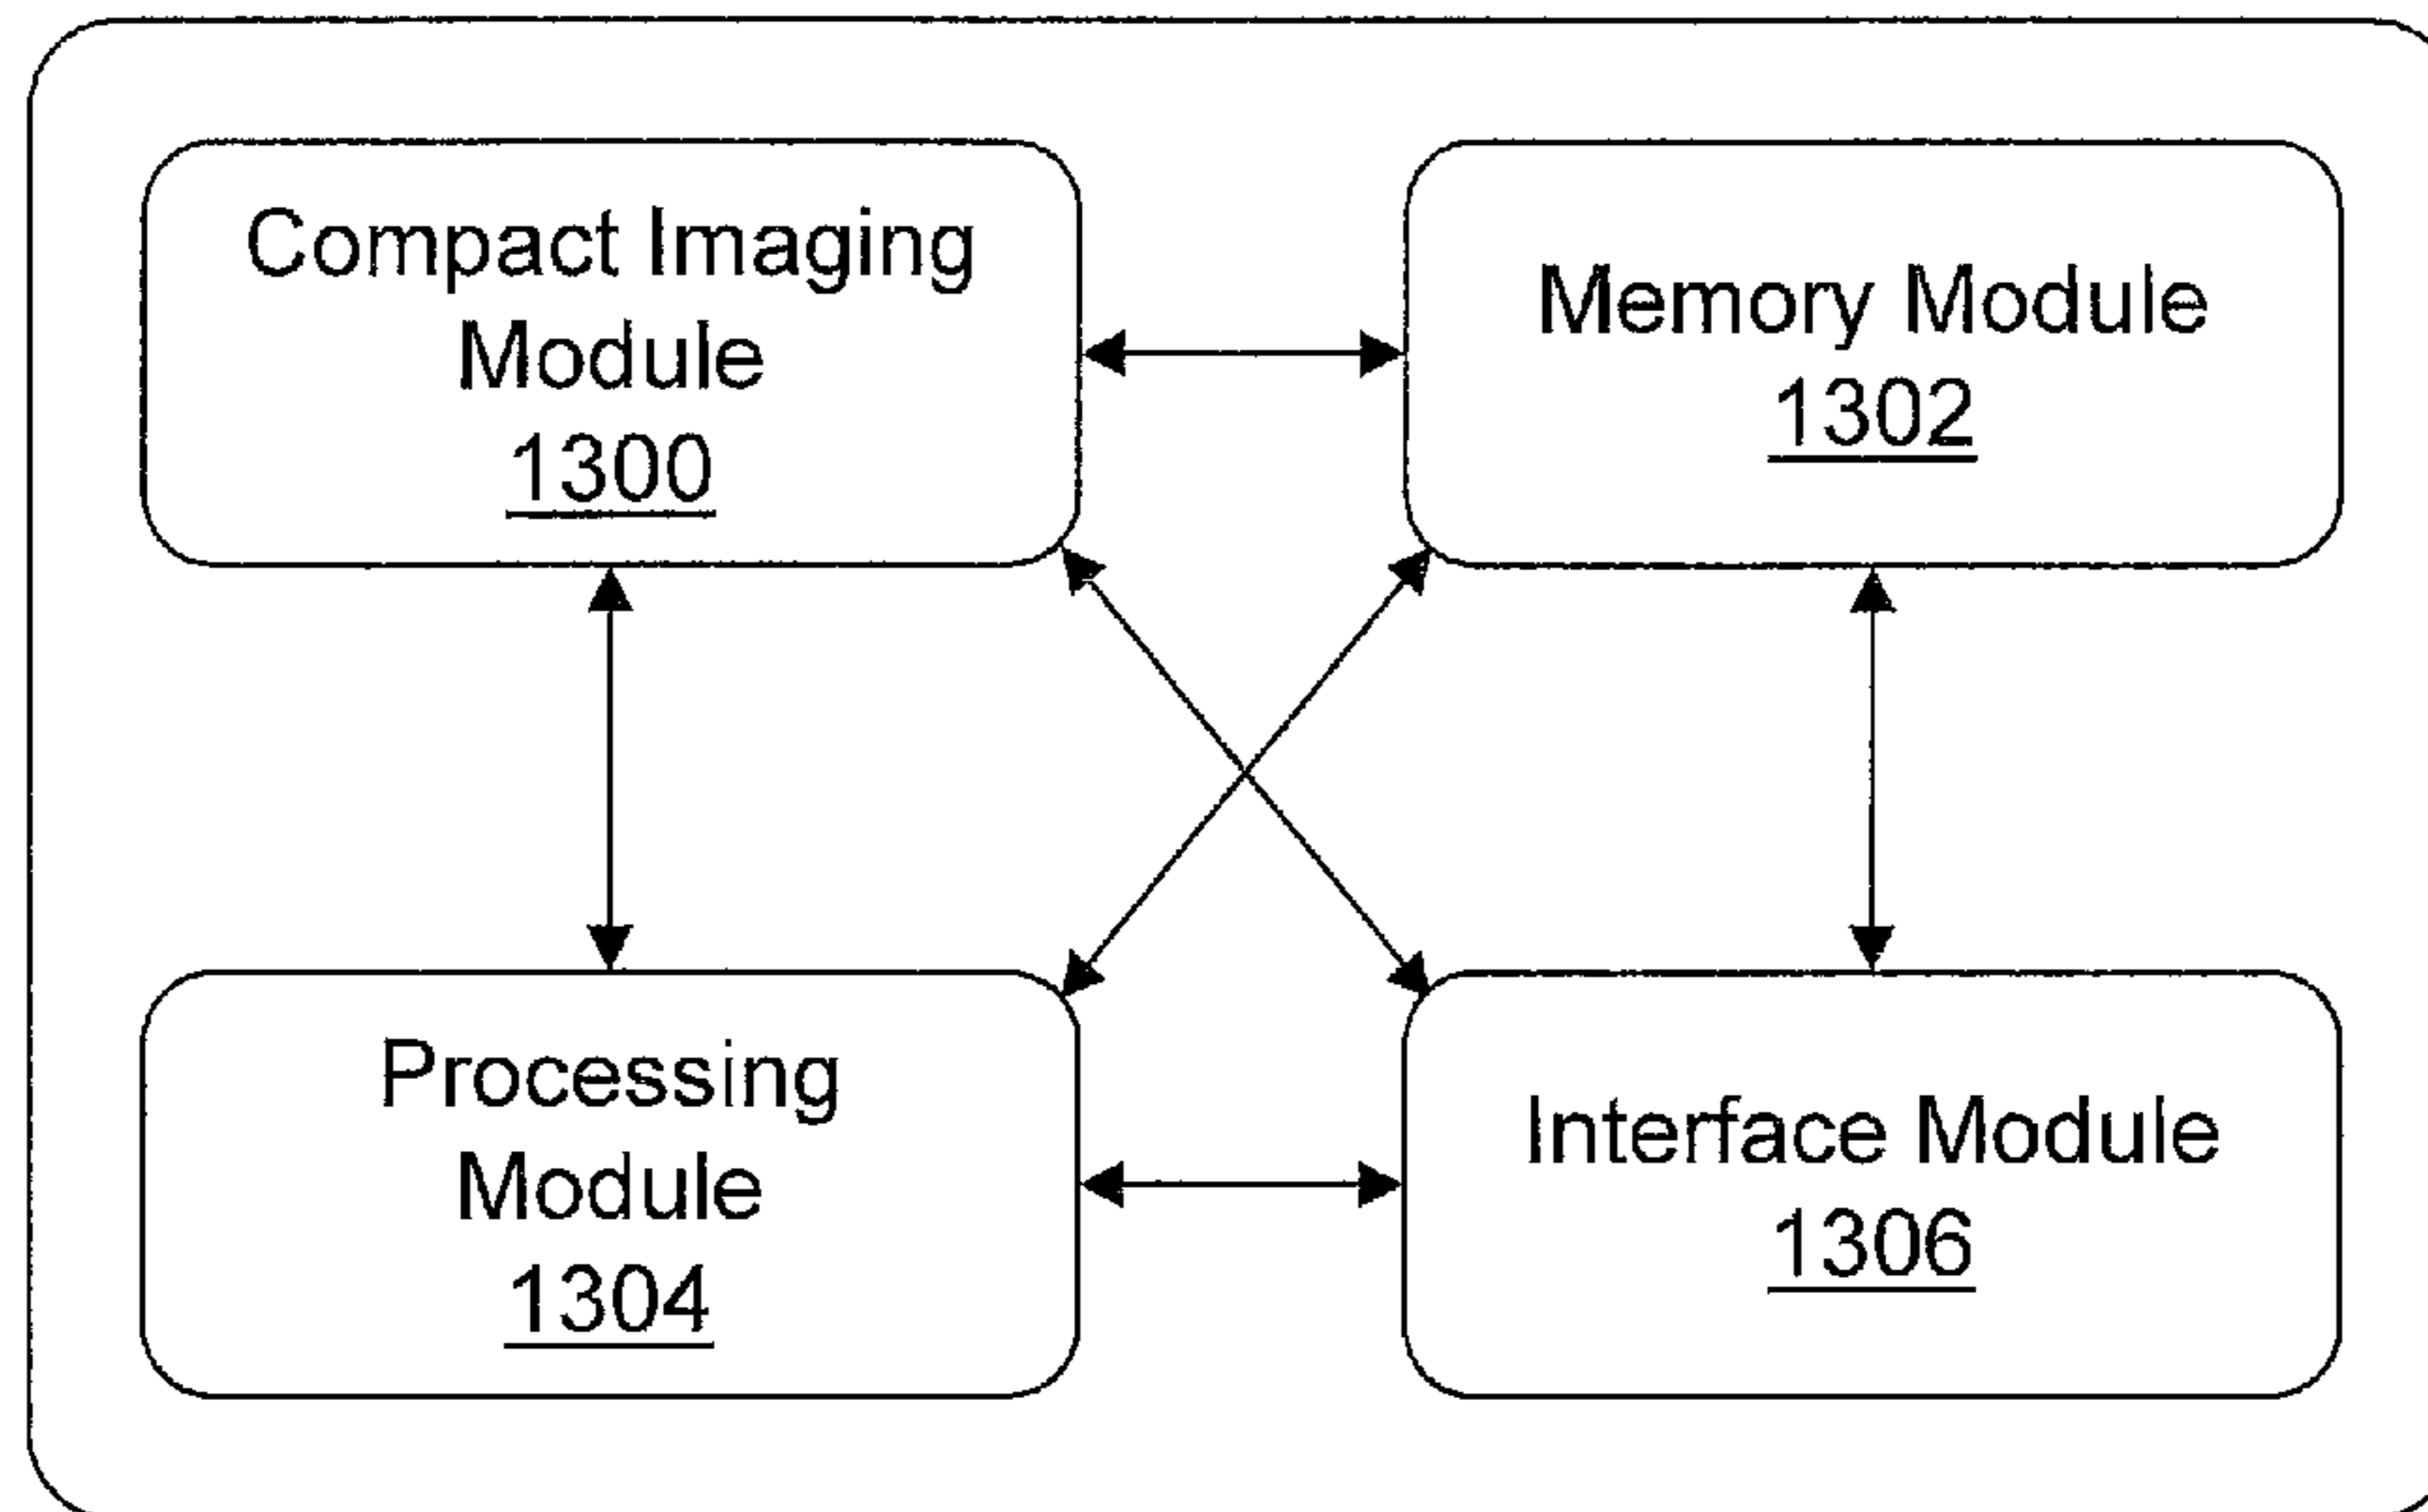 Compact Imaging
Module
1300
Memory Module
1302
Processing
Module
1304
Interface Module
1306